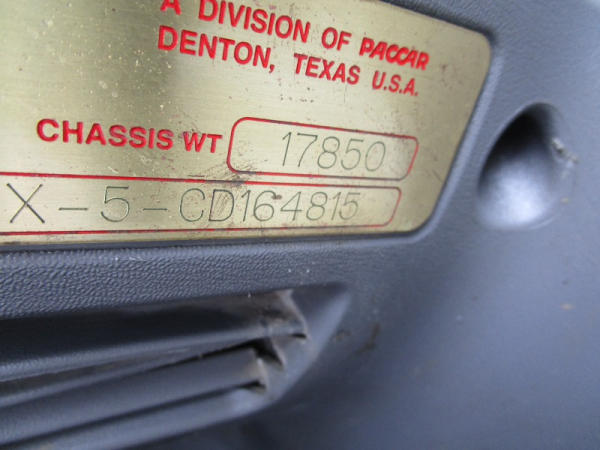 A DIVISION OF PACCAR
DENTON, TEXAS U.S.A.
CHASSIS WT 17850
X-5-CD164815